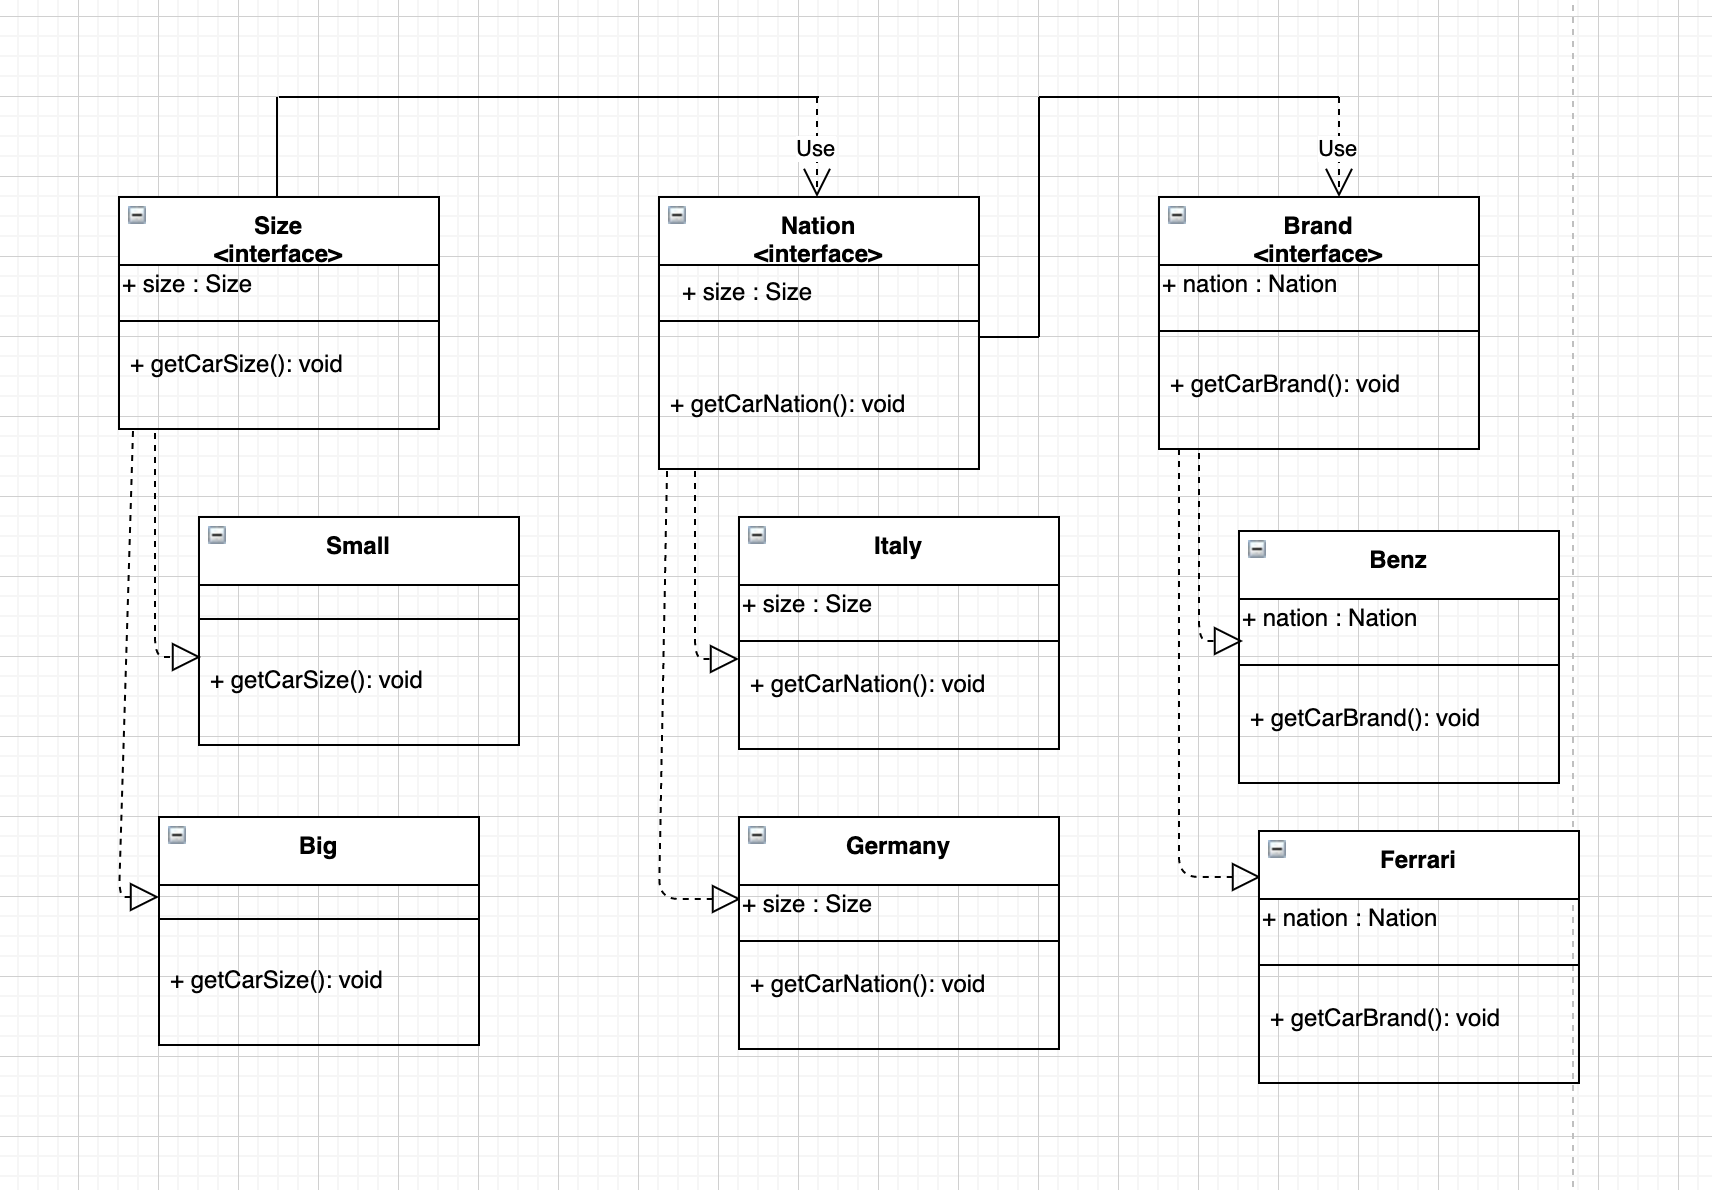 Use
Use
Size
<interface>
+ size : Size
+ getCarSize(): void
Nation
<interface>
+ size : Size
+ getCarNation(): void
Brand
<interface>
+ nation : Nation
+ getCarBrand(): void
Small
+ getCarSize(): void
Italy
+ size : Size
+ getCarNation(): void
Benz
+ nation : Nation
+ getCarBrand(): void
Big
+ getCarSize(): void
Germany
+ size : Size
+ getCarNation(): void
Ferrari
+ nation : Nation
+ getCarBrand(): void